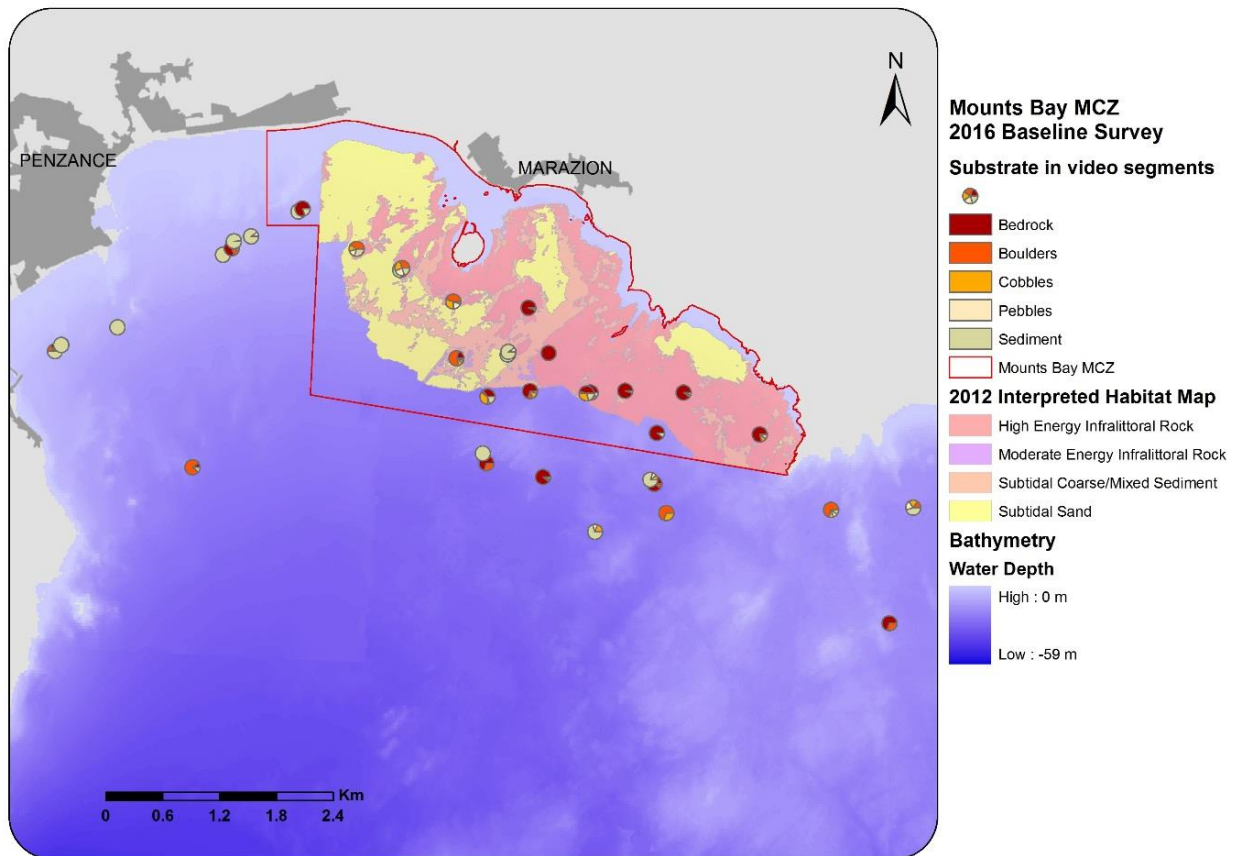 PENZANCE
MARAZION
N
Km
0 0.6 1.2 1.8 2.4
Mounts Bay MCZ
2016 Baseline Survey
Substrate in video segments
Bedrock
Boulders
Cobbles
Pebbles
Sediment
Mounts Bay MCZ
2012 Interpreted Habitat Map
High Energy Infralittoral Rock
Moderate Energy Infralittoral Rock
Subtidal Coarse/Mixed Sediment
Subtidal Sand
Bathymetry
Water Depth
High : 0 m
Low : -59 m